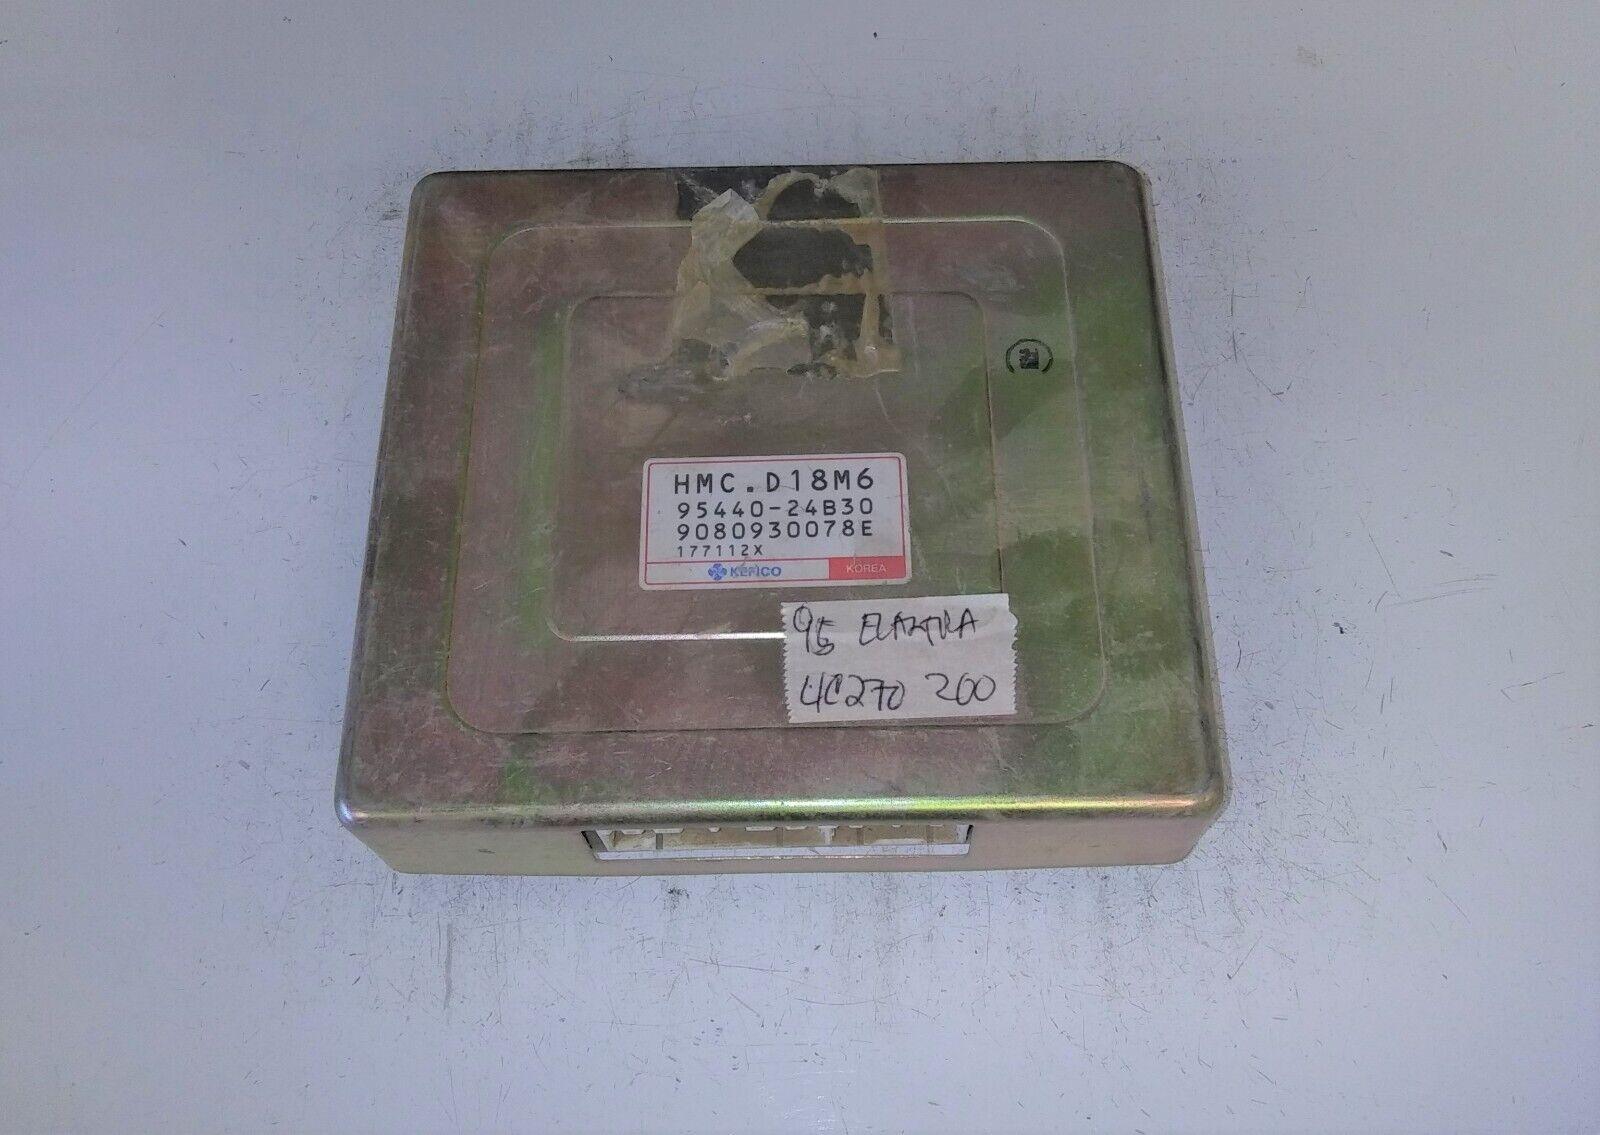 HMC.D18M6
95440-24B30
9080930078E
177112X
KEFICO KOREA
95 ELANTRA
4C270 200